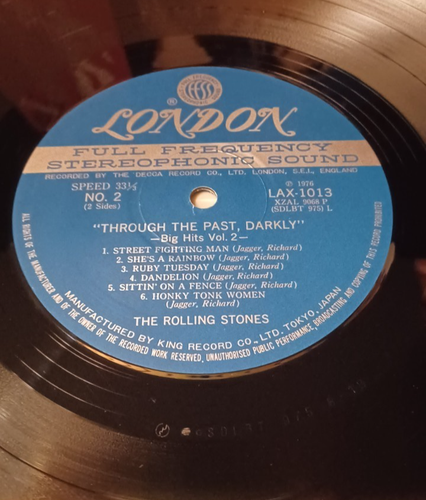 ®
LONDON
FULL FREQUENCY
STEREOPHONIC SOUND
RECORDED BY THE DECCA RECORD CO., LTD. LONDON, S.E.I., ENGLAND
SPEED 33⅓
NO. 2
(2 Sides)
℗ 1976
LAX-1013
XZAL 9068 P
(SDLBT 975) L
"THROUGH THE PAST, DARKLY"
—Big Hits Vol. 2—
1. STREET FIGHTING MAN (Jagger, Richard)
2. SHE'S A RAINBOW (Jagger, Richard)
3. RUBY TUESDAY (Jagger, Richard)
4. DANDELION (Jagger, Richard)
5. SITTIN' ON A FENCE (Jagger, Richard)
6. HONKY TONK WOMEN
(Jagger, Richard)
THE ROLLING STONES
MANUFACTURED BY KING RECORD CO., LTD. TOKYO, JAPAN
ALL RIGHTS OF THE MANUFACTURER AND OF THE OWNER OF THE RECORDED WORK RESERVED, UNAUTHORISED PUBLIC PERFORMANCE, BROADCASTING AND COPYING OF THIS RECORD PROHIBITED